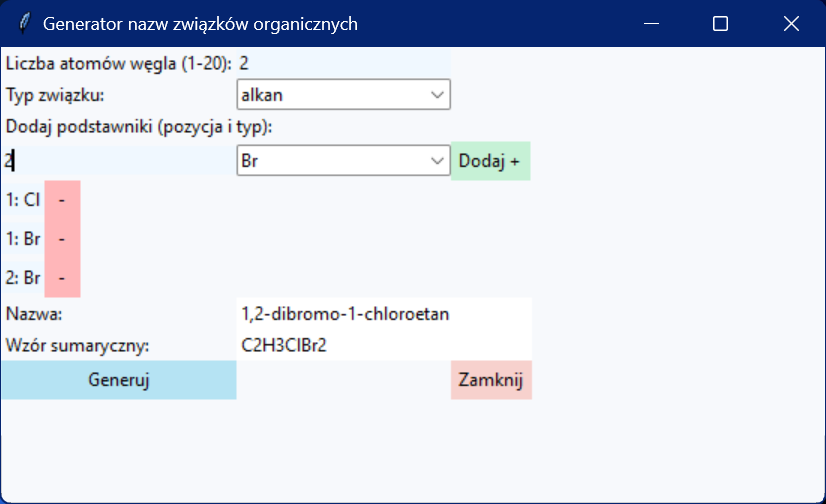 Generator nazw związków organicznych
Liczba atomów węgla (1-20): 2
Typ związku: alkan
Dodaj podstawniki (pozycja i typ):
2 Br Dodaj +
1: Cl -
1: Br -
2: Br -
Nazwa: 1,2-dibromo-1-chloroetan
Wzór sumaryczny: C2H3ClBr2
Generuj Zamknij